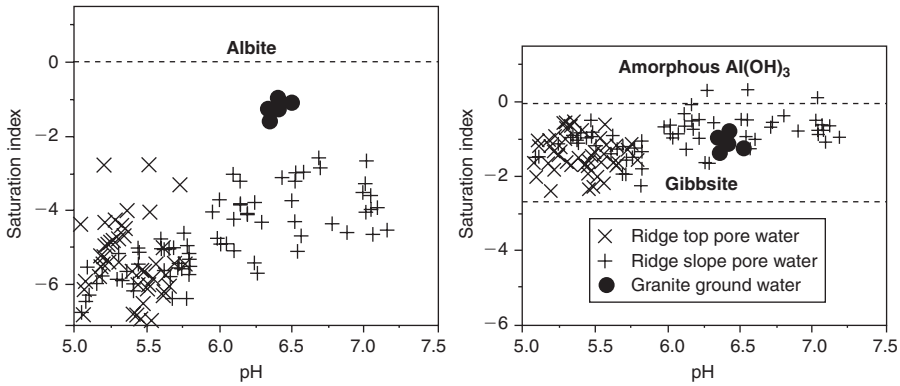 Albite
0
−2
−4
−6
Saturation index
5.0 5.5 6.0 6.5 7.0 7.5
pH
Amorphous Al(OH)₃
0
−2
−4
−6
Saturation index
Gibbsite
Ridge top pore water
Ridge slope pore water
Granite ground water
5.0 5.5 6.0 6.5 7.0 7.5
pH